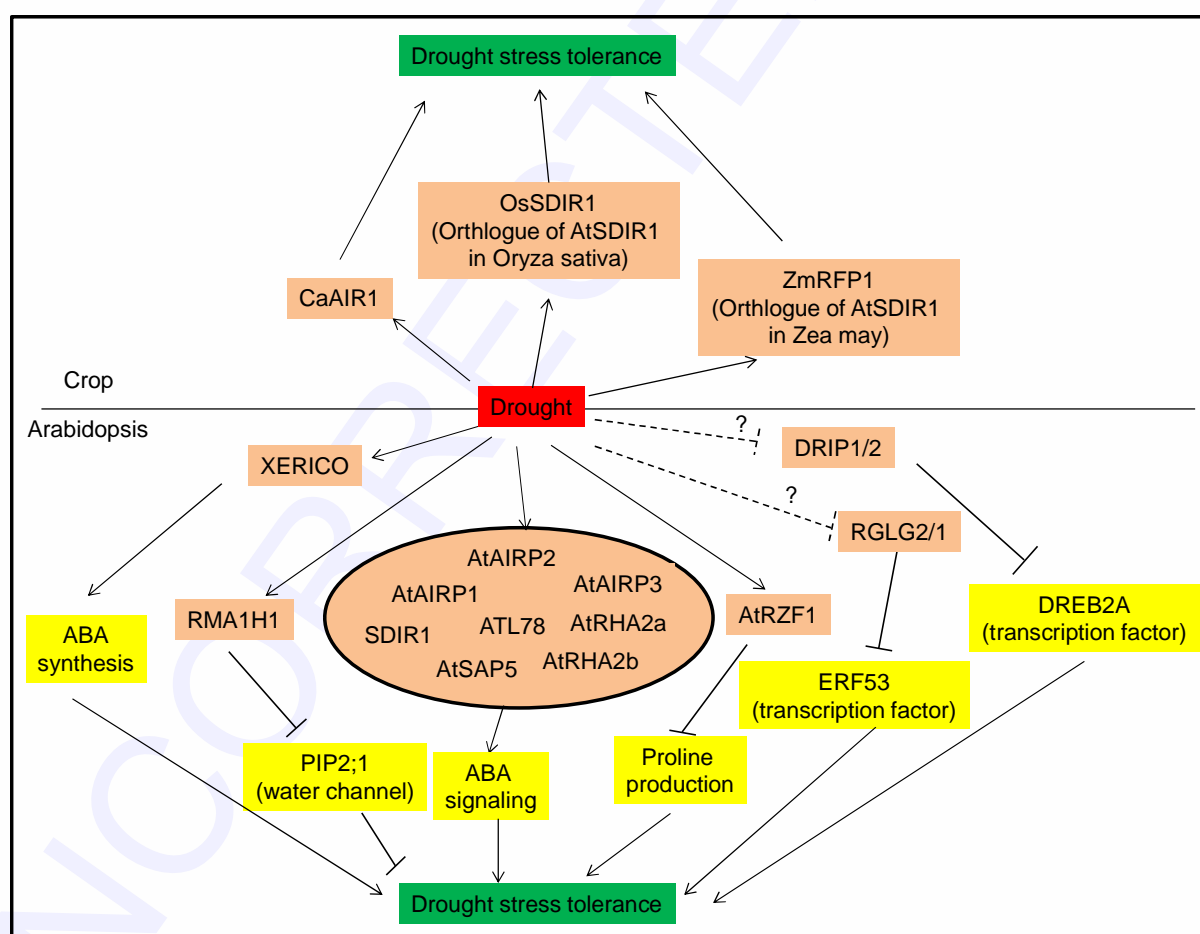 Drought stress tolerance
OsSDIR1
(Orthlogue of AtSDIR1
in Oryza sativa)
CaAIR1
ZmRFP1
(Orthlogue of AtSDIR1
in Zea may)
Crop
Drought
Arabidopsis
?
DRIP1/2
XERICO
?
RGLG2/1
AtAIRP2
AtAIRP3
AtAIRP1
RMA1H1
SDIR1
ATL78
AtRHA2a
AtSAP5
AtRHA2b
AtRZF1
DREB2A
(transcription factor)
ABA
synthesis
ERF53
(transcription factor)
PIP2;1
(water channel)
ABA
signaling
Proline
production
Drought stress tolerance
NCORRECTE